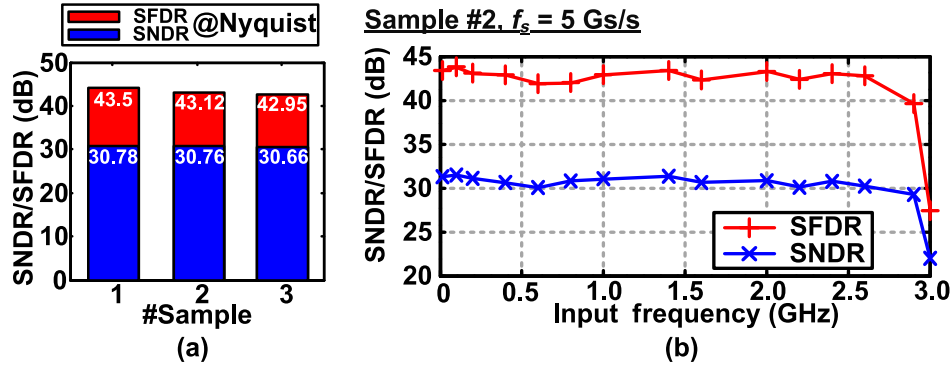 SFDR
SNDR
@Nyquist
SNDR/SFDR (dB)
50
40
30
20
10
0
43.5
43.12
42.95
30.78
30.76
30.66
1
2
3
#Sample
(a)
Sample #2, fs = 5 Gs/s
SNDR/SFDR (dB)
45
40
35
30
25
20
SFDR
SNDR
0
0.5
1.0
1.5
2.0
2.5
3.0
Input frequency (GHz)
(b)